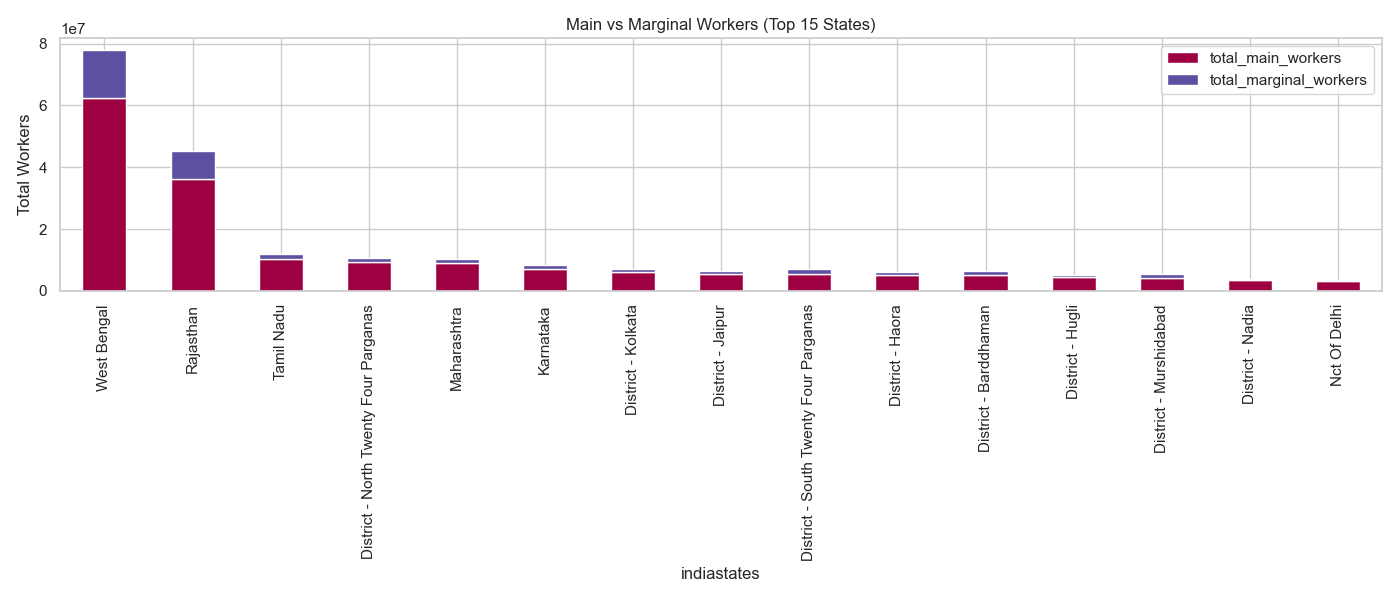 Main vs Marginal Workers (Top 15 States)
1e7
8
6
4
2
0
Total Workers
total_main_workers
total_marginal_workers
West Bengal
Rajasthan
Tamil Nadu
District - North Twenty Four Parganas
Maharashtra
Karnataka
District - Kolkata
District - Jaipur
District - South Twenty Four Parganas
District - Haora
District - Barddhaman
District - Hugli
District - Murshidabad
District - Nadia
Nct Of Delhi
indiastates